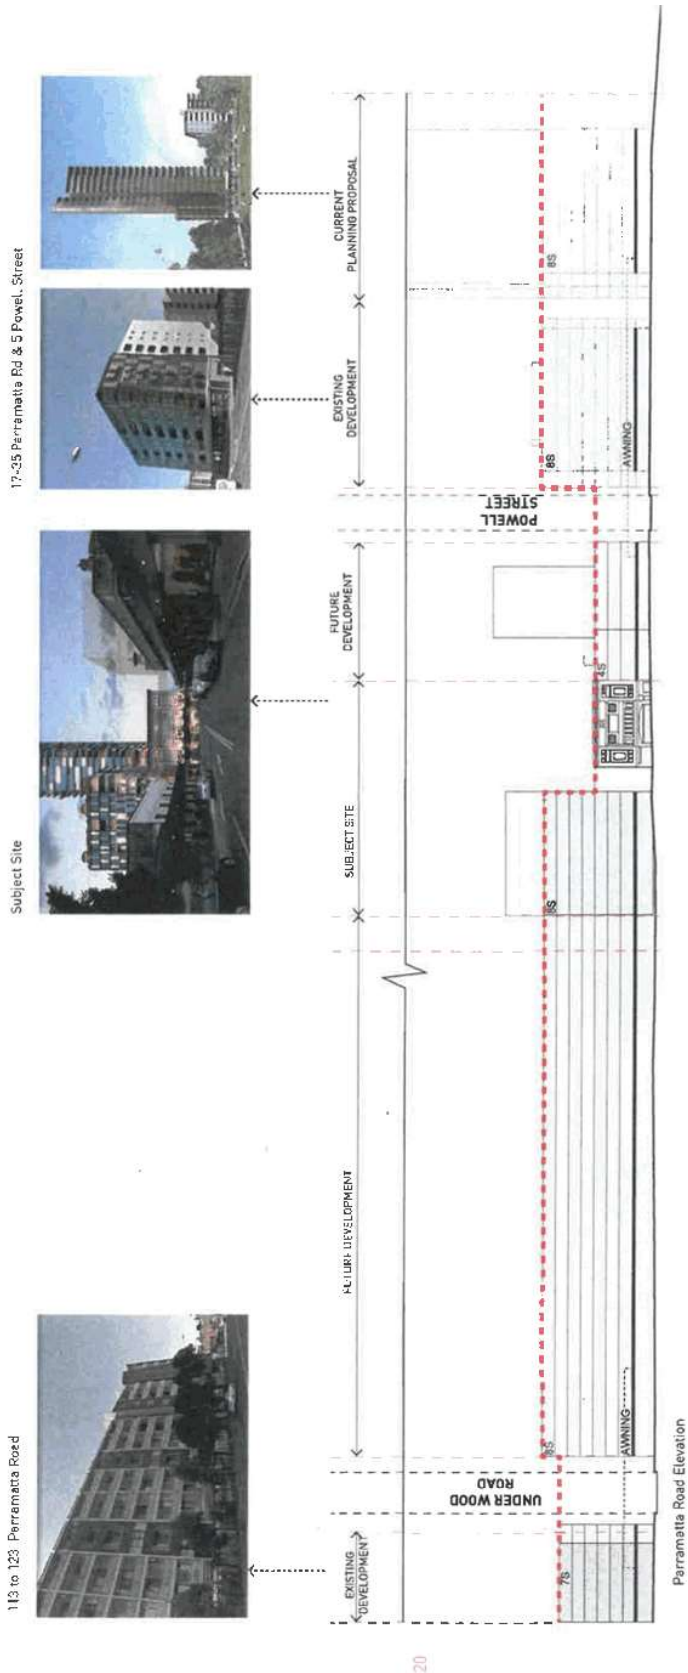 113 to 123 Parramatta Road
Subject Site
17-35 Parramatta Rd & 5 Powell Street
EXISTING
DEVELOPMENT
FUTURE DEVELOPMENT
SUBJECT SITE
FUTURE
DEVELOPMENT
EXISTING
DEVELOPMENT
CURRENT
PLANNING PROPOSAL
UNDERWOOD
ROAD
POWELL
STREET
7S
8S
8S
4S
8S
8S
AWNING
AWNING
Parramatta Road Elevation
20